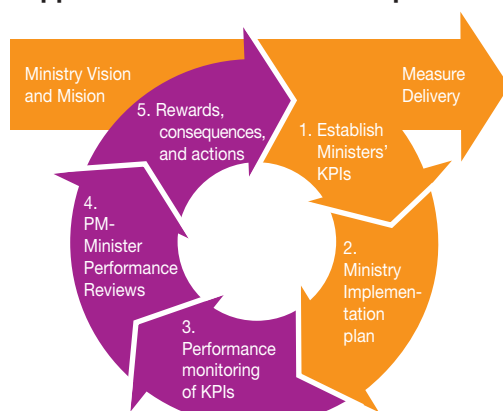 Ministry Vision
and Mision
Measure
Delivery
1. Establish
Ministers'
KPIs
2.
Ministry
Implemen-
tation
plan
3.
Performance
monitoring
of KPIs
4.
PM-
Minister
Performance
Reviews
5. Rewards,
consequences,
and actions